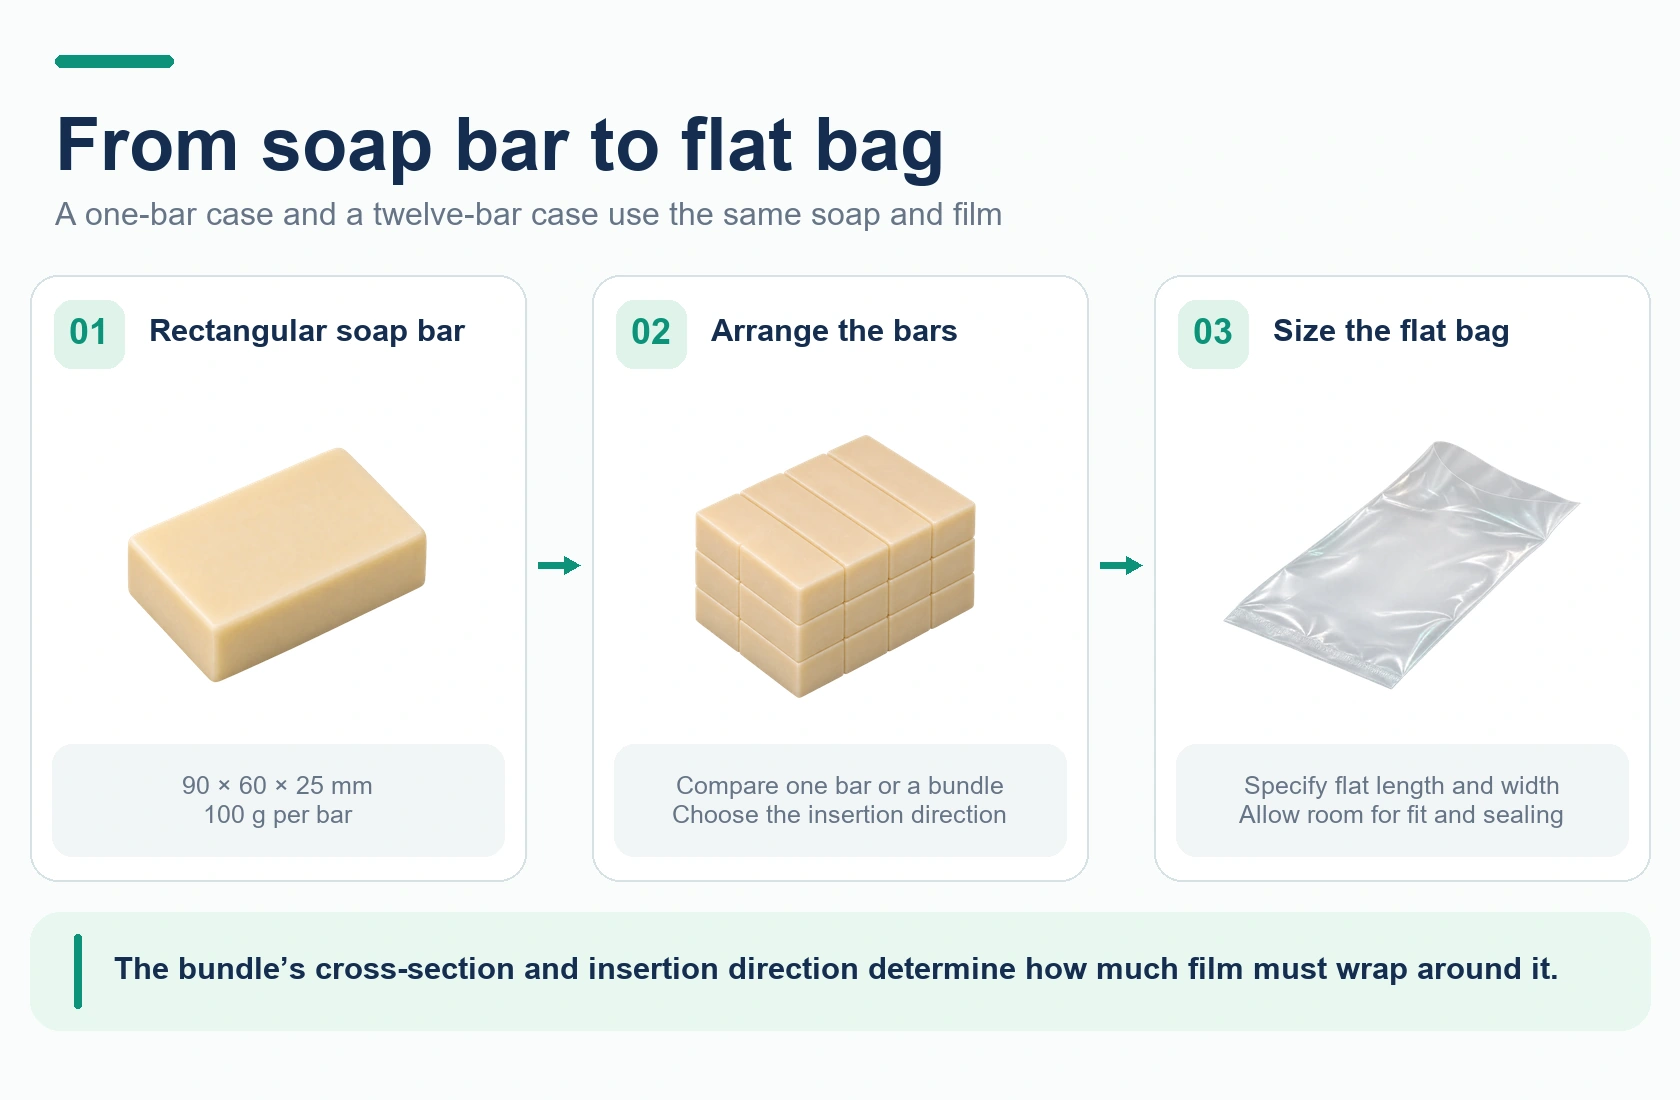 From soap bar to flat bag
A one-bar case and a twelve-bar case use the same soap and film
01
Rectangular soap bar
90 × 60 × 25 mm
100 g per bar
02
Arrange the bars
Compare one bar or a bundle
Choose the insertion direction
03
Size the flat bag
Specify flat length and width
Allow room for fit and sealing
The bundle’s cross-section and insertion direction determine how much film must wrap around it.